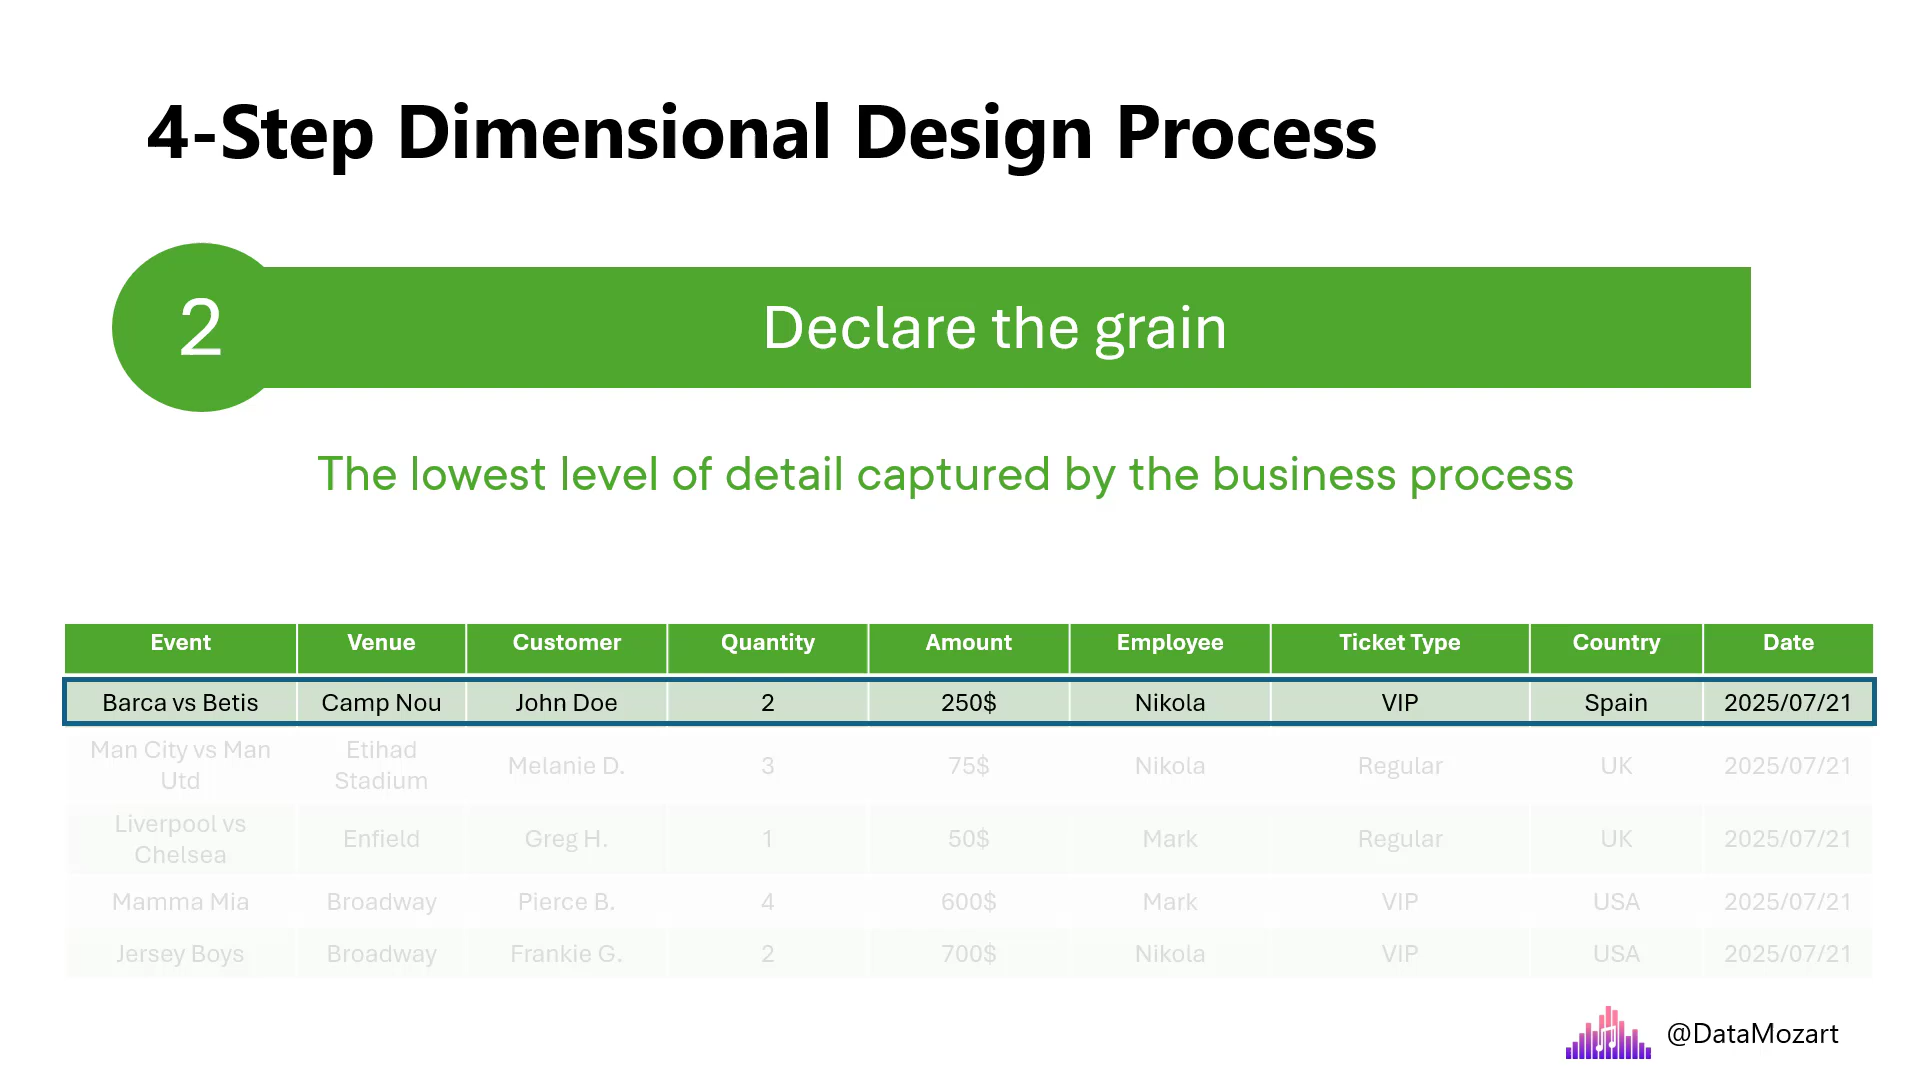 4-Step Dimensional Design Process
2
Declare the grain
The lowest level of detail captured by the business process
Event Venue Customer Quantity Amount Employee Ticket Type Country Date
Barca vs Betis Camp Nou John Doe 2 250$ Nikola VIP Spain 2025/07/21
Man City vs Man Utd Etihad Stadium Melanie D. 3 75$ Nikola Regular UK 2025/07/21
Liverpool vs Chelsea Enfield Greg H. 1 50$ Mark Regular UK 2025/07/21
Mamma Mia Broadway Pierce B. 4 600$ Mark VIP USA 2025/07/21
Jersey Boys Broadway Frankie G. 2 700$ Nikola VIP USA 2025/07/21
@DataMozart